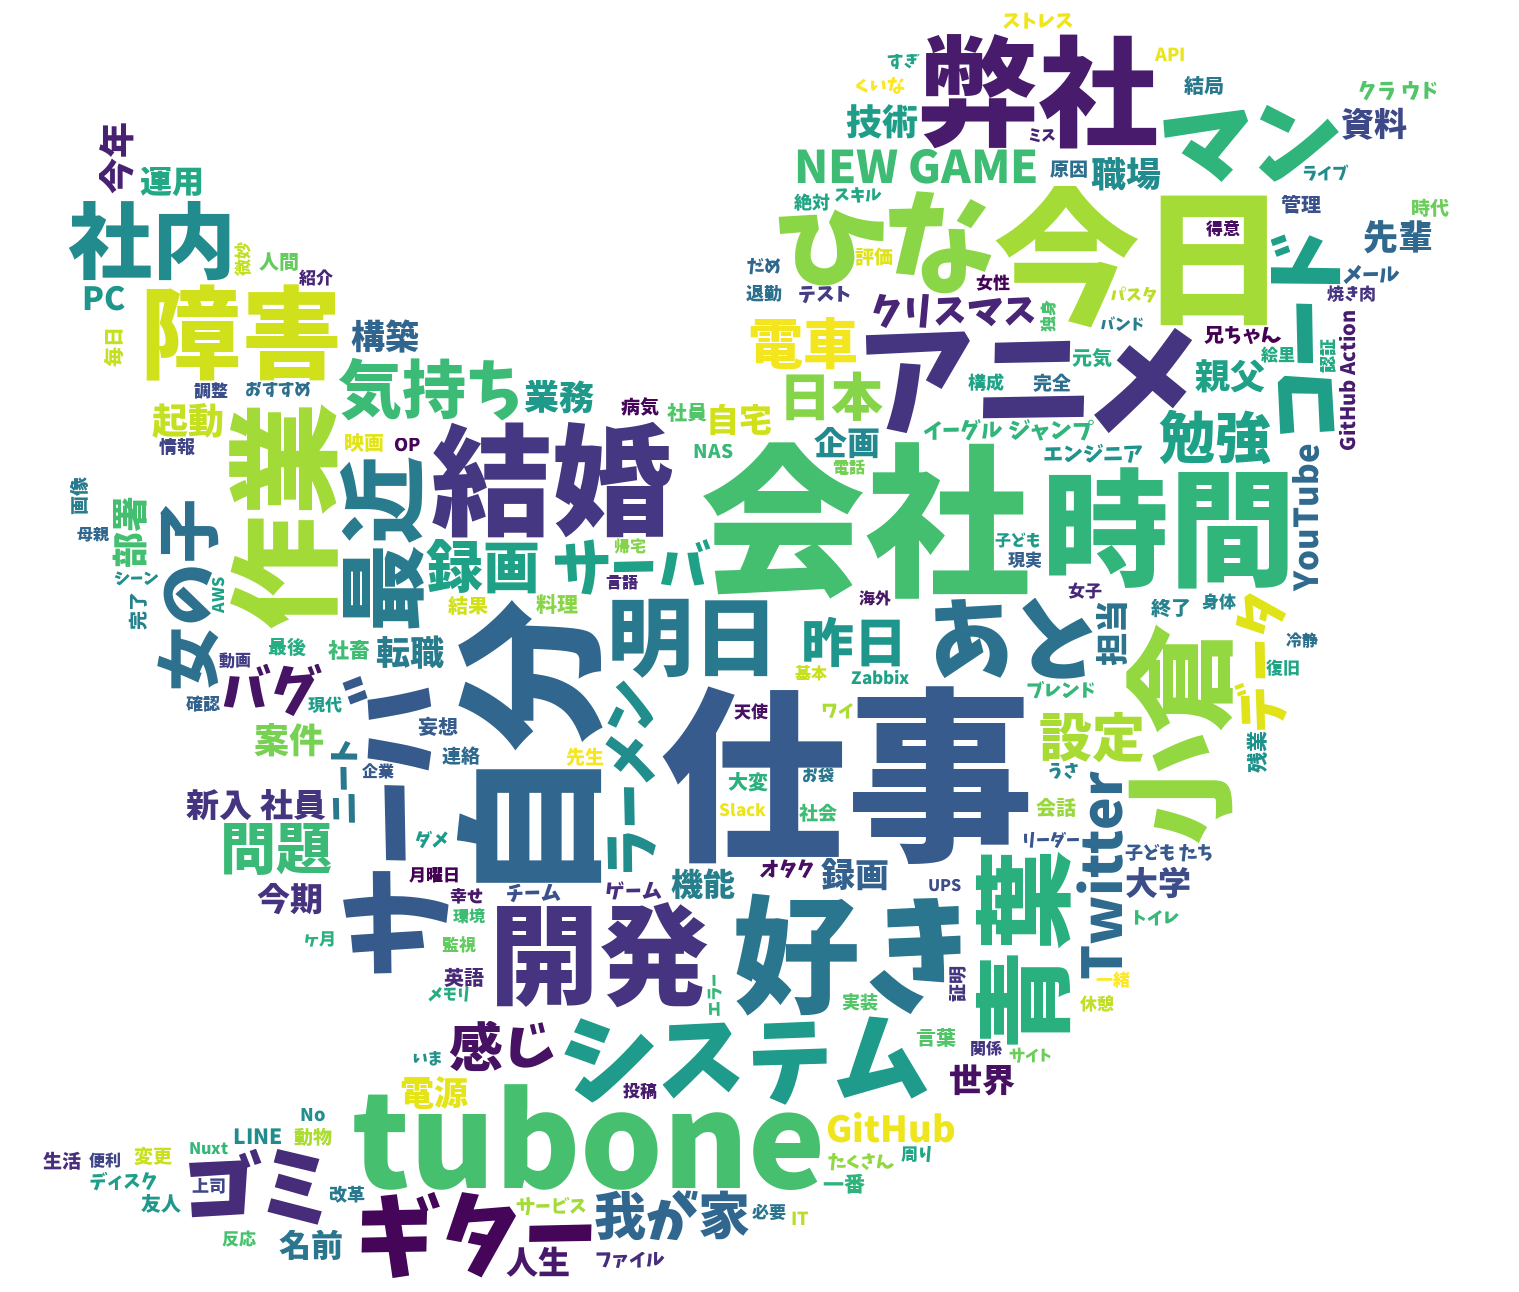 ストレス
弊社
すぎ
API
くいな
結局
クラウド
技術
ミス
マン
資料
今年
運用
NEW GAME
原因
職場
ライブ
絶対
スキル
管理
時代
社内
微妙
人間
紹介
ひな
今日
得意
先輩
PC
障害
評価
だめ
退勤
テスト
女性
パスタ
コード
メール
焼き肉
クリスマス
独身
バンド
兄ちゃん
毎日
構築
電車
アニメ
元気
絵里
認証
GitHub Action
調整
おすすめ
気持ち
業務
日本
構成
完全
親父
起動
情報
作業
映画
OP
病気
社員
自宅
企画
イーグル ジャンプ
エンジニア
勉強
NAS
電話
結婚
最近
会社
時間
YouTube
画像
母親
部署
女の子
シーン
AWS
完了
録画
サーバ
帰宅
言語
子ども
現実
結果
料理
海外
女子
自分
明日
昨日
あと
担当
終了
身体
データ
冷静
復旧
最後
動画
社畜
転職
基本
Zabbix
ブレンド
小倉
バグ
確認
現代
サーバー
妄想
連絡
案件
ニート
企業
先生
ラーメン
仕事
天使
ワイ
設定
残業
大変
お袋
Slack
社会
うさ
会話
Twitter
新入 社員
問題
ダメ
リーダー
子ども たち
月曜日
オタク
録画
UPS
大学
今期
幸せ
チーム
ゲーム
機能
青葉
トイレ
環境
ヶ月
監視
開発
好き
英語
メモリ
エラー
証明
実装
一緒
休憩
いま
感じ
システム
言葉
関係
サイト
電源
投稿
世界
tubone
GitHub
No
LINE
動物
Nuxt
生活
便利
変更
ディスク
ゴミ
上司
友人
改革
たくさん
周り
一番
ギター
サービス
我が家
必要
IT
反応
名前
人生
ファイル